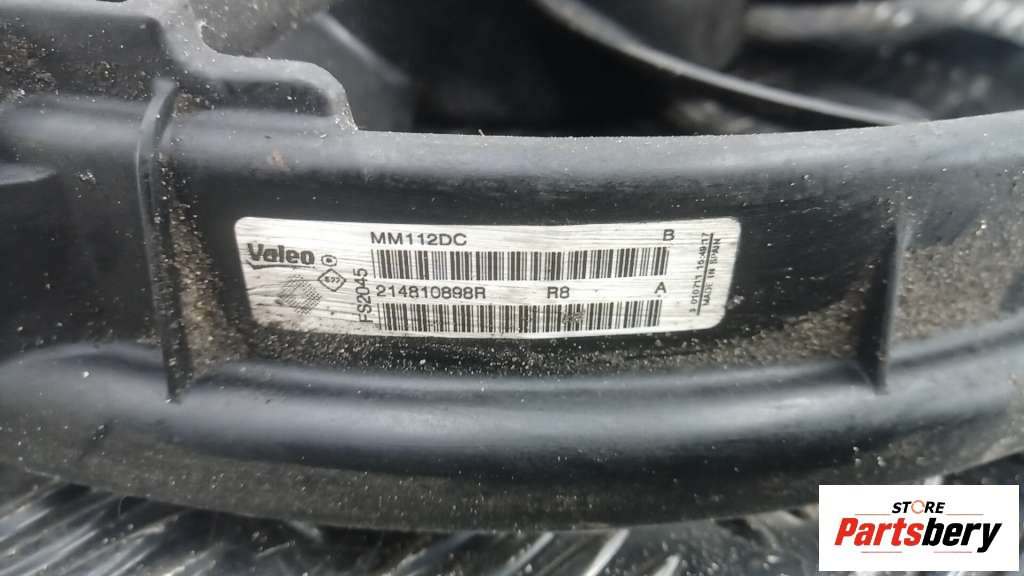 Valeo
MM112DC B
FS2045
214810898R R8 A
MADE IN SPAIN
STORE
Partsbery